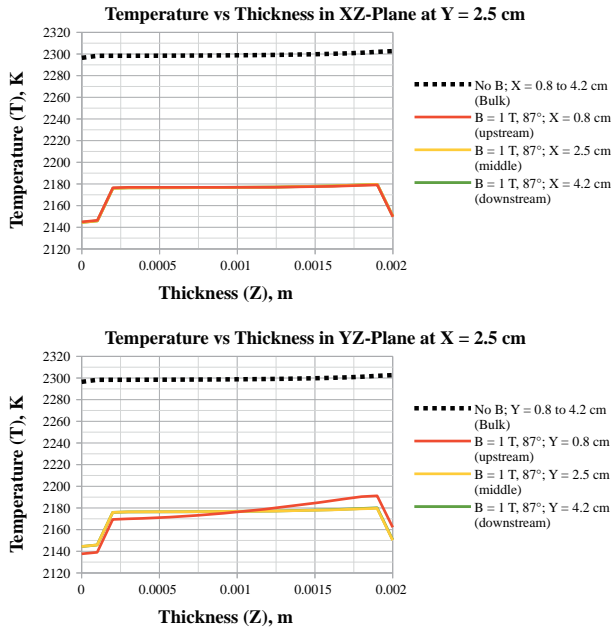 Temperature vs Thickness in XZ-Plane at Y = 2.5 cm
Temperature (T), K
2320
2300
2280
2260
2240
2220
2200
2180
2160
2140
2120
0
0.0005
0.001
0.0015
0.002
Thickness (Z), m
No B; X = 0.8 to 4.2 cm
(Bulk)
B = 1 T, 87°; X = 0.8 cm
(upstream)
B = 1 T, 87°; X = 2.5 cm
(middle)
B = 1 T, 87°; X = 4.2 cm
(downstream)
Temperature vs Thickness in YZ-Plane at X = 2.5 cm
Temperature (T), K
2320
2300
2280
2260
2240
2220
2200
2180
2160
2140
2120
0
0.0005
0.001
0.0015
0.002
Thickness (Z), m
No B; Y = 0.8 to 4.2 cm
(Bulk)
B = 1 T, 87°; Y = 0.8 cm
(upstream)
B = 1 T, 87°; Y = 2.5 cm
(middle)
B = 1 T, 87°; Y = 4.2 cm
(downstream)